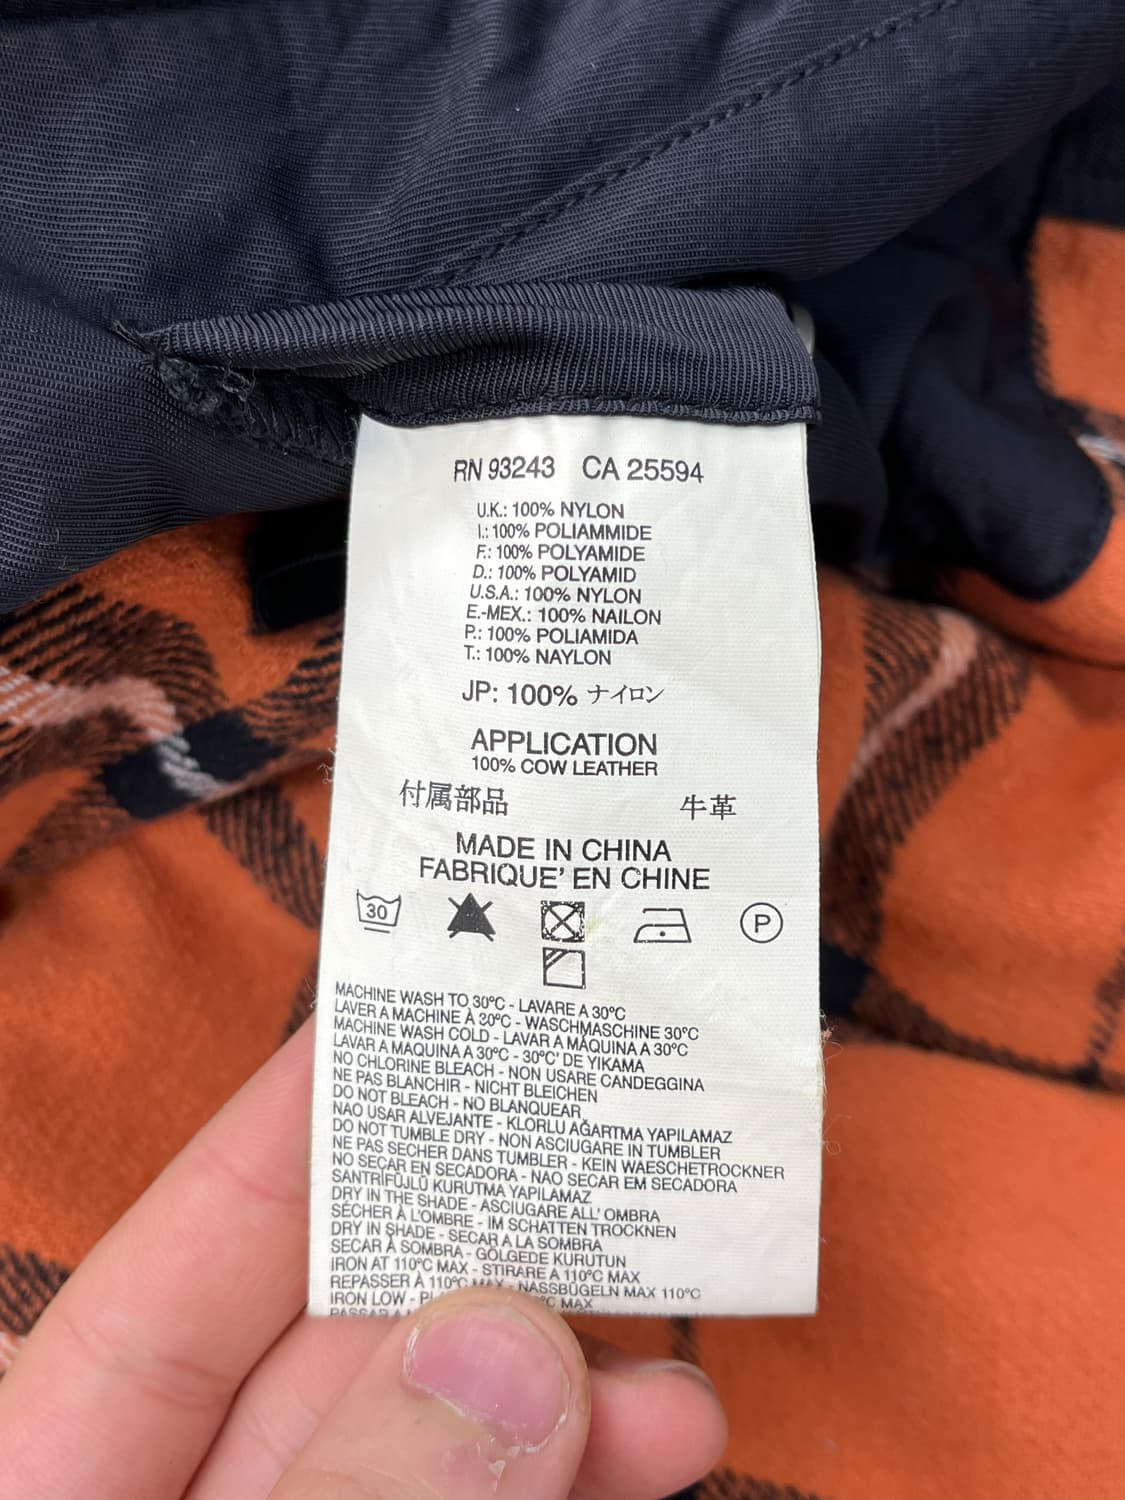 RN 93243 CA 25594
U.K.: 100% NYLON
I.: 100% POLIAMMIDE
F.: 100% POLYAMIDE
D.: 100% POLYAMID
U.S.A.: 100% NYLON
E.-MEX.: 100% NAILON
P.: 100% POLIAMIDA
T.: 100% NAYLON
JP: 100% ナイロン
APPLICATION
100% COW LEATHER
付属部品 牛革
MADE IN CHINA
FABRIQUE' EN CHINE
30 P
MACHINE WASH TO 30°C - LAVARE A 30°C
LAVER A MACHINE À 30°C - WASCHMASCHINE 30°C
MACHINE WASH COLD - LAVAR A MÁQUINA A 30°C
LAVAR A MAQUINA A 30°C - 30°C' DE YIKAMA
NO CHLORINE BLEACH - NON USARE CANDEGGINA
NE PAS BLANCHIR - NICHT BLEICHEN
DO NOT BLEACH - NO BLANQUEAR
NAO USAR ALVEJANTE - KLORLU AĞARTMA YAPILAMAZ
DO NOT TUMBLE DRY - NON ASCIUGARE IN TUMBLER
NE PAS SECHER DANS TUMBLER - KEIN WAESCHETROCKNER
NO SECAR EN SECADORA - NAO SECAR EM SECADORA
SANTRİFÜJLÜ KURUTMA YAPILAMAZ
DRY IN THE SHADE - ASCIUGARE ALL' OMBRA
SÉCHER À L'OMBRE - IM SCHATTEN TROCKNEN
DRY IN SHADE - SECAR A LA SOMBRA
SECAR À SOMBRA - GÖLGEDE KURUTUN
IRON AT 110°C MAX - STIRARE A 110°C MAX
REPASSER À 110°C MAX - NASSBÜGELN MAX 110°C
IRON LOW - °C MAX